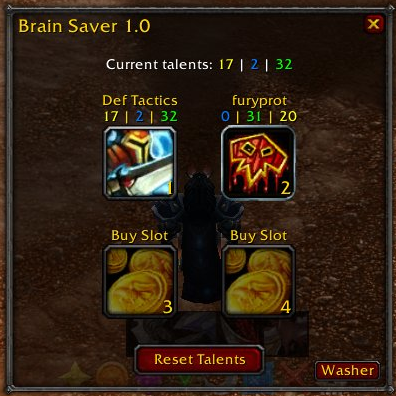 Brain Saver 1.0
Current talents: 17 | 2 | 32
Def Tactics furyprot
17 | 2 | 32 0 | 31 | 20
1 2
Buy Slot Buy Slot
3 4
Reset Talents
Washer